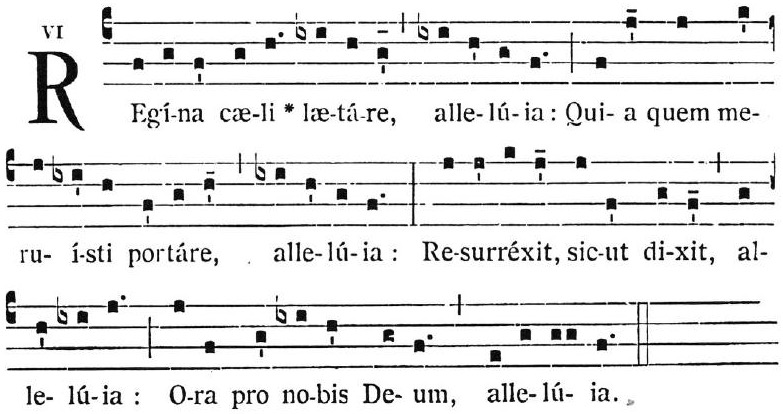 VI
REgí-na cæ-li * læ-tá-re, alle-lú-ia : Qui-a quem me-
ru-í-sti portáre, alle-lú-ia : Re-surréxit, sic-ut di-xit, al-
le-lú-ia : O-ra pro no-bis De-um, alle-lú-ia.